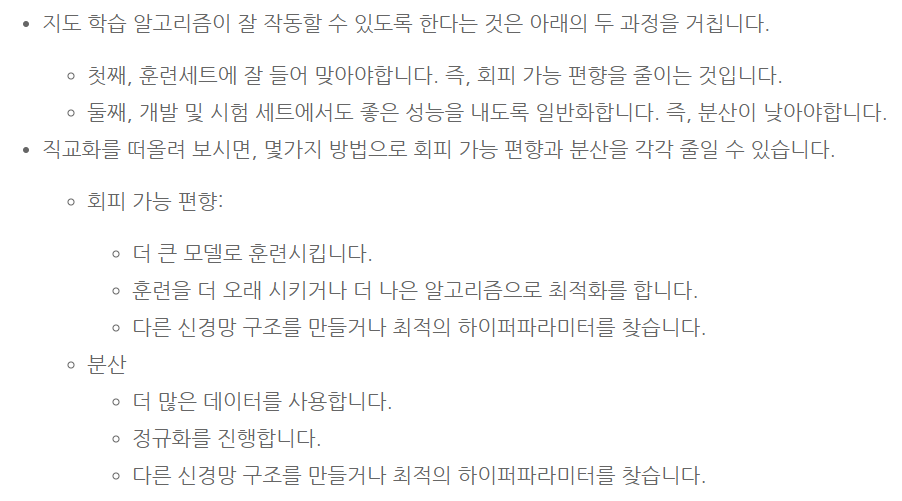 지도 학습 알고리즘이 잘 작동할 수 있도록 한다는 것은 아래의 두 과정을 거칩니다.
첫째, 훈련세트에 잘 들어 맞아야합니다. 즉, 회피 가능 편향을 줄이는 것입니다.
둘째, 개발 및 시험 세트에서도 좋은 성능을 내도록 일반화합니다. 즉, 분산이 낮아야합니다.
직교화를 떠올려 보시면, 몇가지 방법으로 회피 가능 편향과 분산을 각각 줄일 수 있습니다.
회피 가능 편향:
더 큰 모델로 훈련시킵니다.
훈련을 더 오래 시키거나 더 나은 알고리즘으로 최적화를 합니다.
다른 신경망 구조를 만들거나 최적의 하이퍼파라미터를 찾습니다.
분산
더 많은 데이터를 사용합니다.
정규화를 진행합니다.
다른 신경망 구조를 만들거나 최적의 하이퍼파라미터를 찾습니다.